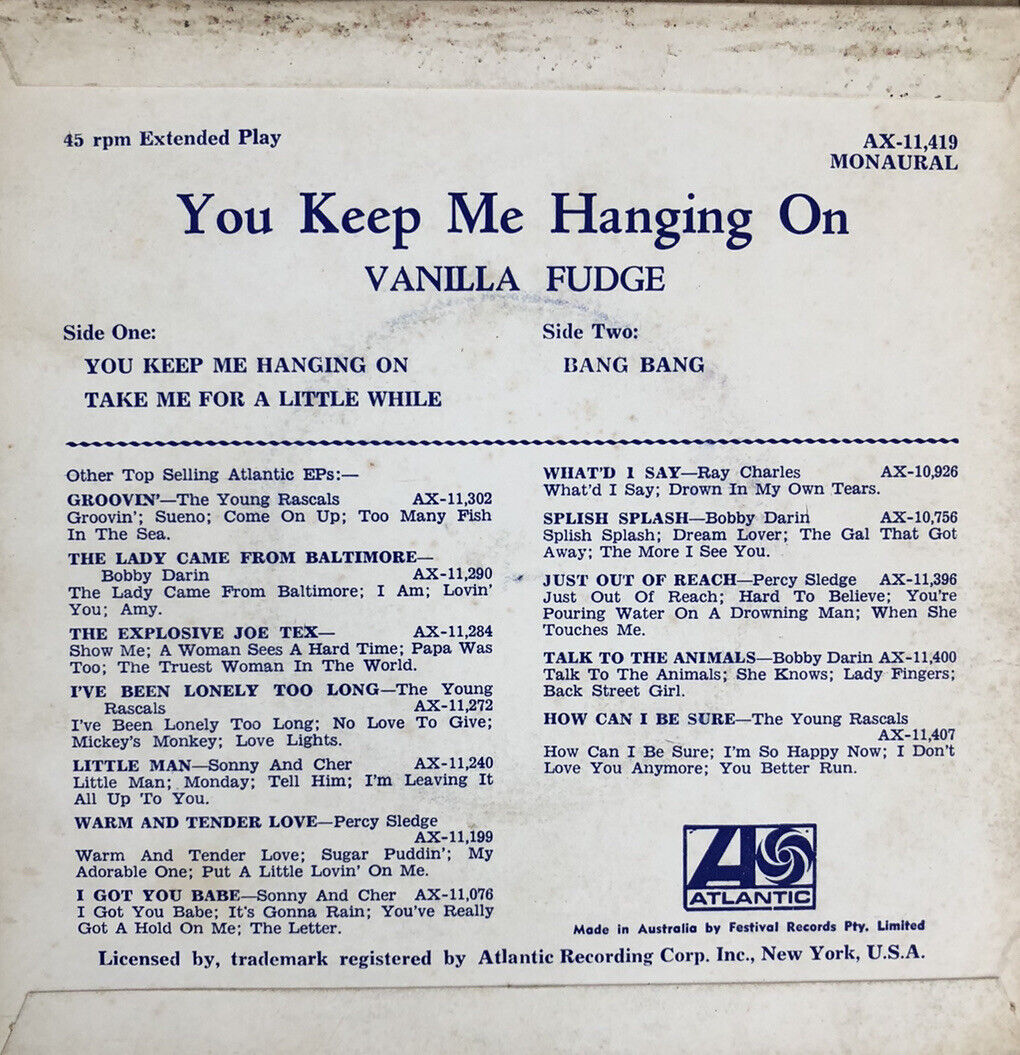 45 rpm Extended Play
AX-11,419
MONAURAL
You Keep Me Hanging On
VANILLA FUDGE
Side One:
YOU KEEP ME HANGING ON
TAKE ME FOR A LITTLE WHILE
Side Two:
BANG BANG
Other Top Selling Atlantic EPs:—
GROOVIN'—The Young Rascals AX-11,302
Groovin'; Sueno; Come On Up; Too Many Fish
In The Sea.
THE LADY CAME FROM BALTIMORE—
Bobby Darin AX-11,290
The Lady Came From Baltimore; I Am; Lovin'
You; Amy.
THE EXPLOSIVE JOE TEX— AX-11,284
Show Me; A Woman Sees A Hard Time; Papa Was
Too; The Truest Woman In The World.
I'VE BEEN LONELY TOO LONG—The Young
Rascals AX-11,272
I've Been Lonely Too Long; No Love To Give;
Mickey's Monkey; Love Lights.
LITTLE MAN—Sonny And Cher AX-11,240
Little Man; Monday; Tell Him; I'm Leaving It
All Up To You.
WARM AND TENDER LOVE—Percy Sledge
AX-11,199
Warm And Tender Love; Sugar Puddin'; My
Adorable One; Put A Little Lovin' On Me.
I GOT YOU BABE—Sonny And Cher AX-11,076
I Got You Babe; It's Gonna Rain; You've Really
Got A Hold On Me; The Letter.
WHAT'D I SAY—Ray Charles AX-10,926
What'd I Say; Drown In My Own Tears.
SPLISH SPLASH—Bobby Darin AX-10,756
Splish Splash; Dream Lover; The Gal That Got
Away; The More I See You.
JUST OUT OF REACH—Percy Sledge AX-11,396
Just Out Of Reach; Hard To Believe; You're
Pouring Water On A Drowning Man; When She
Touches Me.
TALK TO THE ANIMALS—Bobby Darin AX-11,400
Talk To The Animals; She Knows; Lady Fingers;
Back Street Girl.
HOW CAN I BE SURE—The Young Rascals
AX-11,407
How Can I Be Sure; I'm So Happy Now; I Don't
Love You Anymore; You Better Run.
A
ATLANTIC
Made in Australia by Festival Records Pty. Limited
Licensed by, trademark registered by Atlantic Recording Corp. Inc., New York, U.S.A.